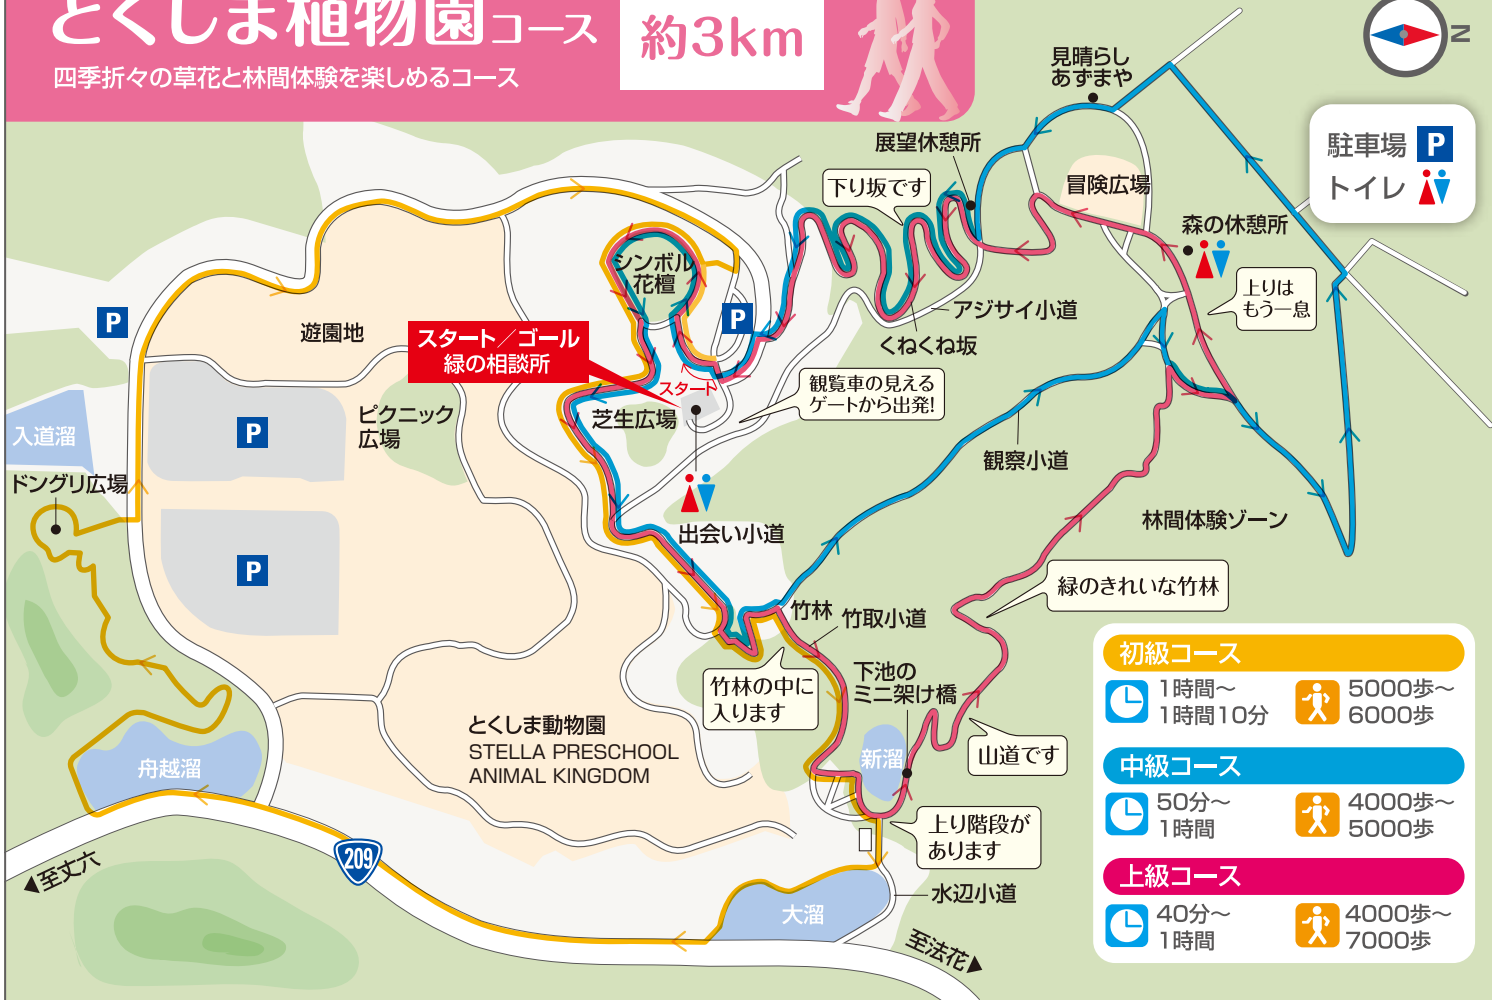 とくしま植物園コース
約3km
四季折々の草花と林間体験を楽しめるコース
N
見晴らし
あずまや
駐車場 P
トイレ
展望休憩所
下り坂です
冒険広場
森の休憩所
上りは
もう一息
シンボル
花壇
P
アジサイ小道
くねくね坂
P
遊園地
スタート／ゴール
緑の相談所
スタート
観覧車の見える
ゲートから出発!
芝生広場
ピクニック
広場
P
入道溜
ドングリ広場
観察小道
林間体験ゾーン
出会い小道
P
緑のきれいな竹林
竹林
竹取小道
下池の
ミニ架け橋
竹林の中に
入ります
とくしま動物園
STELLA PRESCHOOL
ANIMAL KINGDOM
新溜
山道です
舟越溜
上り階段が
あります
209
◀至丈六
水辺小道
大溜
至法花▶
初級コース
1時間～
1時間10分
5000歩～
6000歩
中級コース
50分～
1時間
4000歩～
5000歩
上級コース
40分～
1時間
4000歩～
7000歩